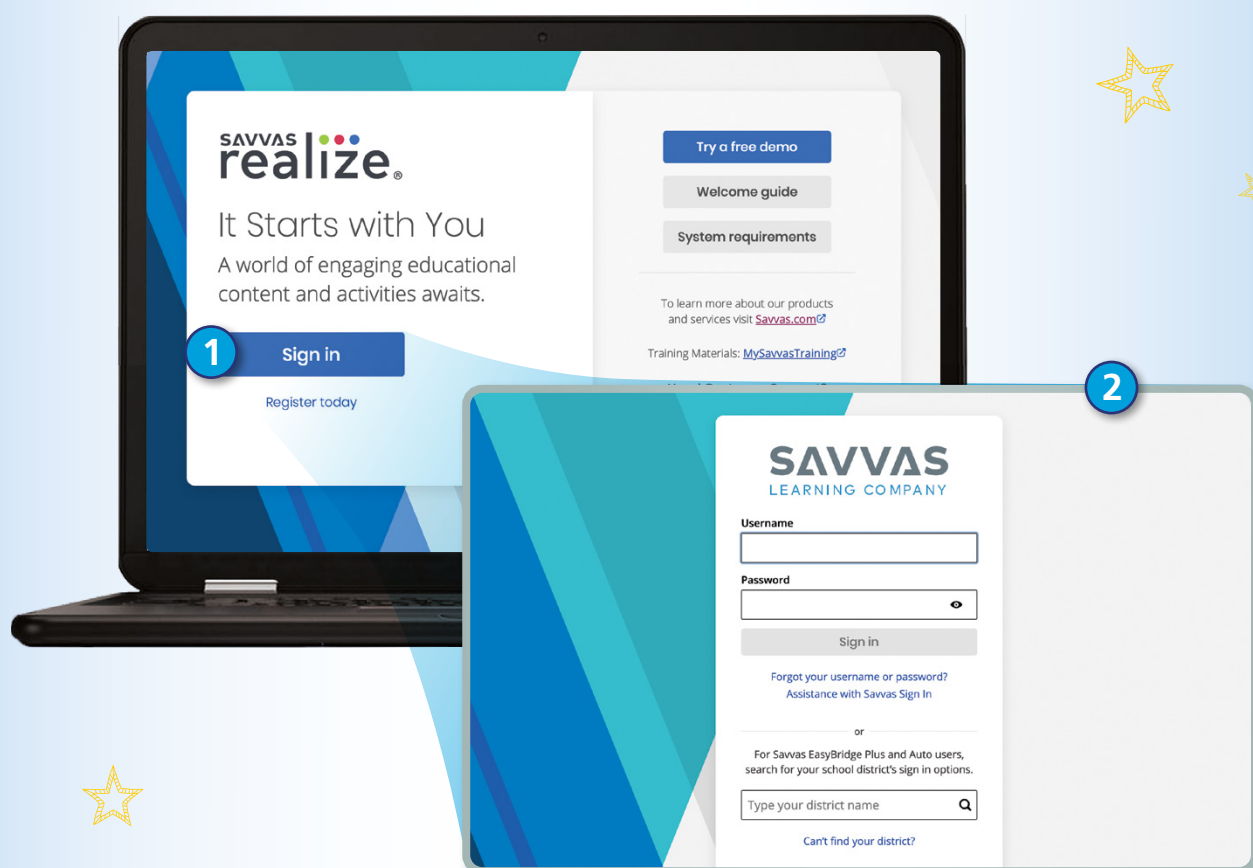 SAVVAS
realize®
It Starts with You
A world of engaging educational
content and activities awaits.
1
Sign in
Register today
Try a free demo
Welcome guide
System requirements
To learn more about our products
and services visit Savvas.com
Training Materials: MySavvasTraining
2
SAVVAS
LEARNING COMPANY
Username
Password
Sign in
Forgot your username or password?
Assistance with Savvas Sign In
or
For Savvas EasyBridge Plus and Auto users,
search for your school district's sign in options.
Type your district name
Can't find your district?